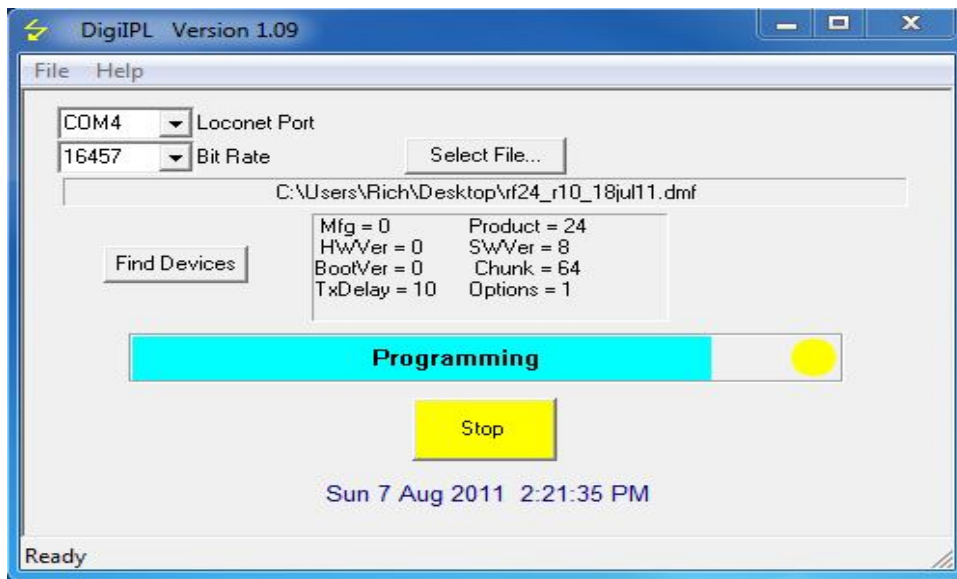 DigiIPL Version 1.09
File Help
COM4 Loconet Port
16457 Bit Rate Select File...
C:\Users\Rich\Desktop\rf24_r10_18jul11.dmf
Mfg = 0 Product = 24
HWVer = 0 SWVer = 8
Find Devices
BootVer = 0 Chunk = 64
TxDelay = 10 Options = 1
Programming
Stop
Sun 7 Aug 2011 2:21:35 PM
Ready